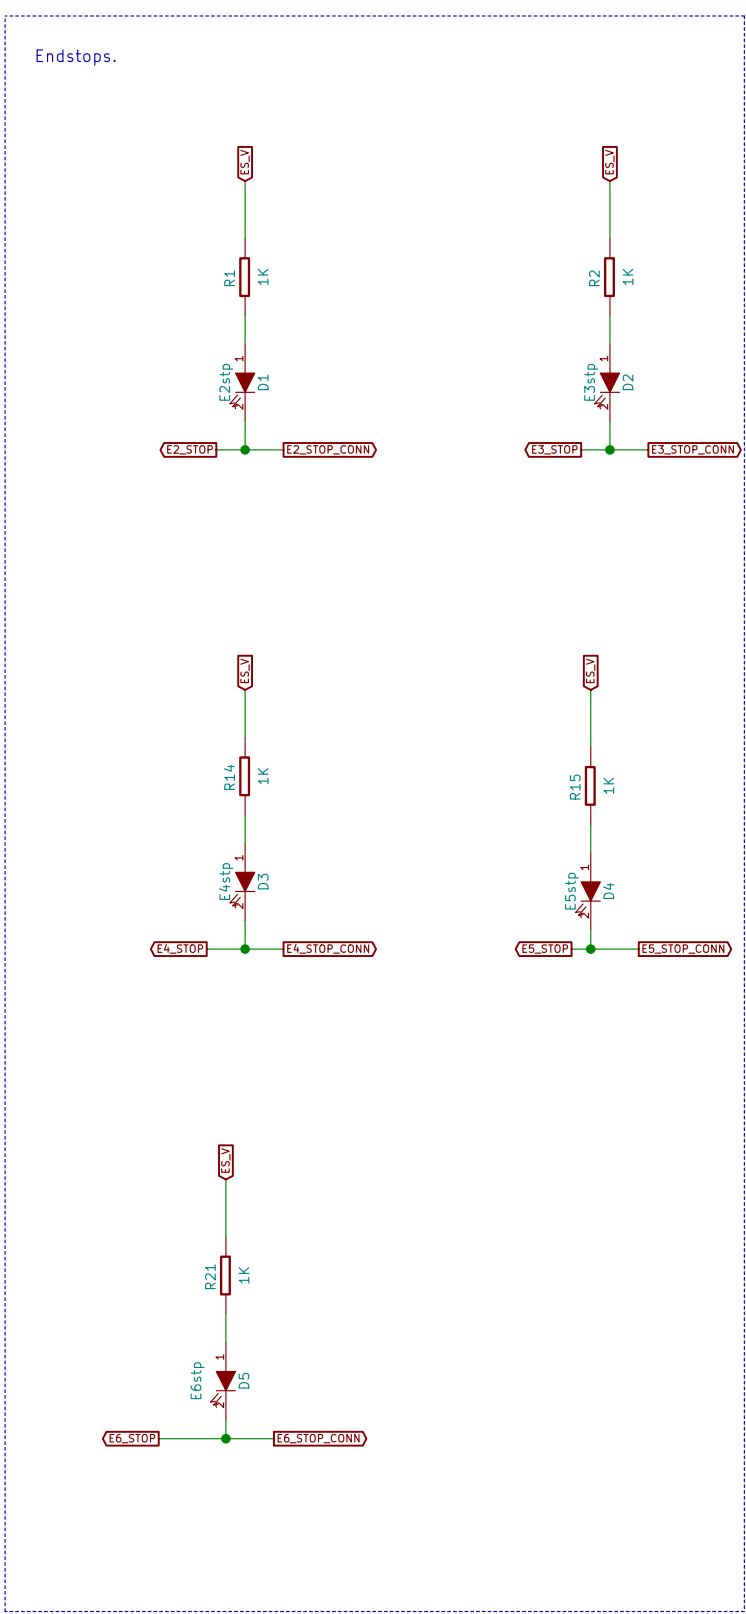 Endstops.
ES_V
ES_V
R1
1K
R2
1K
1
E2stp
D1
2
1
E3stp
D2
2
E2_STOP
E2_STOP_CONN
E3_STOP
E3_STOP_CONN
ES_V
ES_V
R14
1K
R15
1K
1
E4stp
D3
2
1
E5stp
D4
2
E4_STOP
E4_STOP_CONN
E5_STOP
E5_STOP_CONN
ES_V
R21
1K
1
E6stp
D5
2
E6_STOP
E6_STOP_CONN